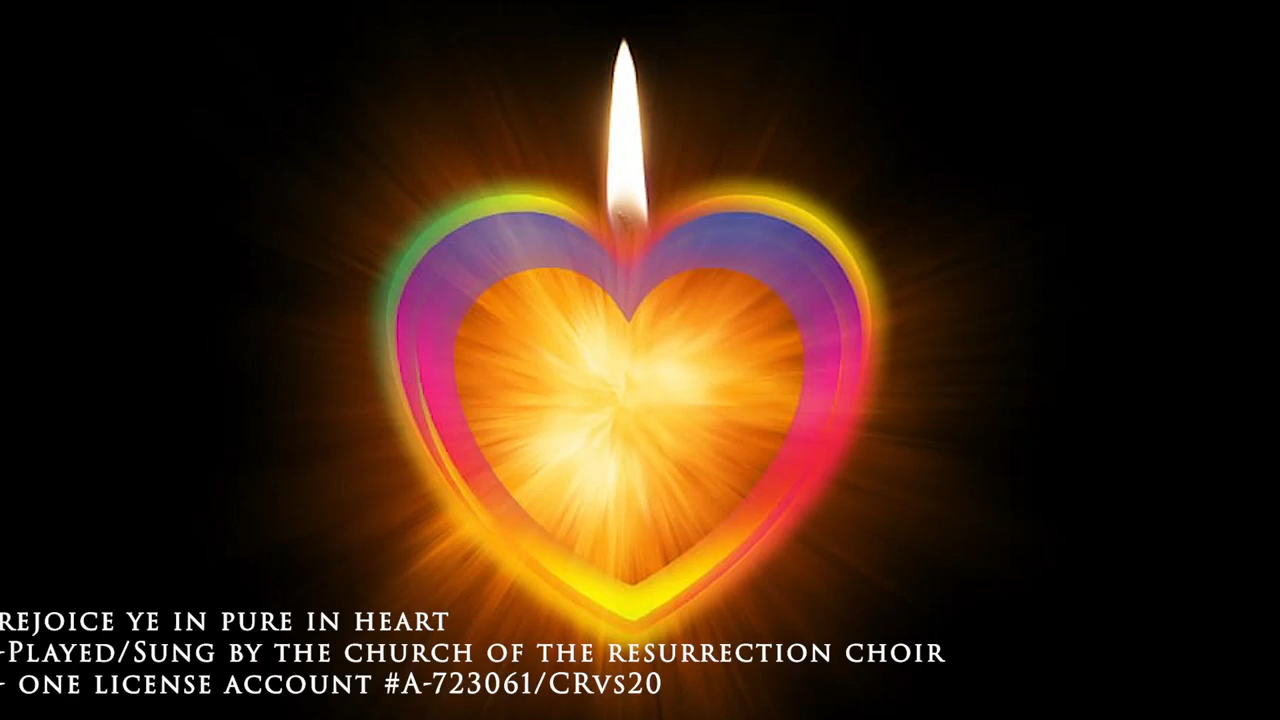 REJOICE YE IN PURE IN HEART
-PLAYED/SUNG BY THE CHURCH OF THE RESURRECTION CHOIR
- ONE LICENSE ACCOUNT #A-723061/CRVS20